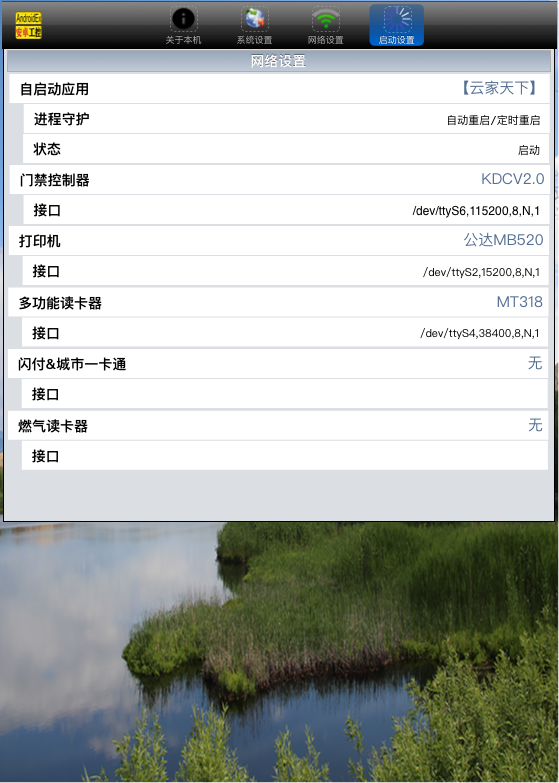 AndroidEn
安卓工控
关于本机
系统设置
网络设置
启动设置
网络设置
自启动应用 【云家天下】
进程守护 自动重启/定时重启
状态 启动
门禁控制器 KDCV2.0
接口 /dev/ttyS6,115200,8,N,1
打印机 公达MB520
接口 /dev/ttyS2,15200,8,N,1
多功能读卡器 MT318
接口 /dev/ttyS4,38400,8,N,1
闪付&城市一卡通 无
接口
燃气读卡器 无
接口